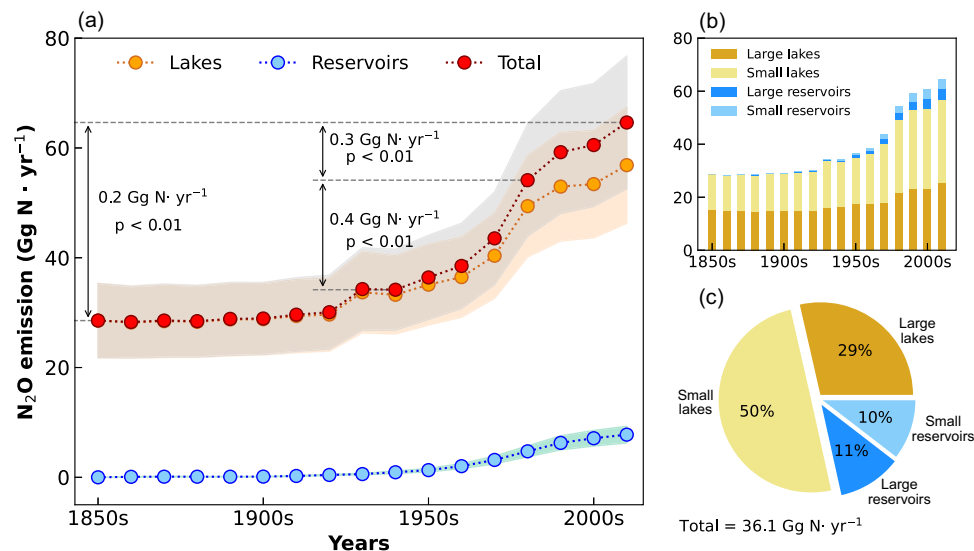 (a)
N₂O emission (Gg N · yr⁻¹)
80
60
40
20
0
Lakes
Reservoirs
Total
0.2 Gg N· yr⁻¹
p < 0.01
0.3 Gg N· yr⁻¹
p < 0.01
0.4 Gg N· yr⁻¹
p < 0.01
1850s
1900s
1950s
2000s
Years
(b)
80
60
40
20
0
Large lakes
Small lakes
Large reservoirs
Small reservoirs
1850s
1900s
1950s
2000s
(c)
Large
lakes
29%
Small
lakes
50%
10%
Small
reservoirs
11%
Large
reservoirs
Total = 36.1 Gg N· yr⁻¹